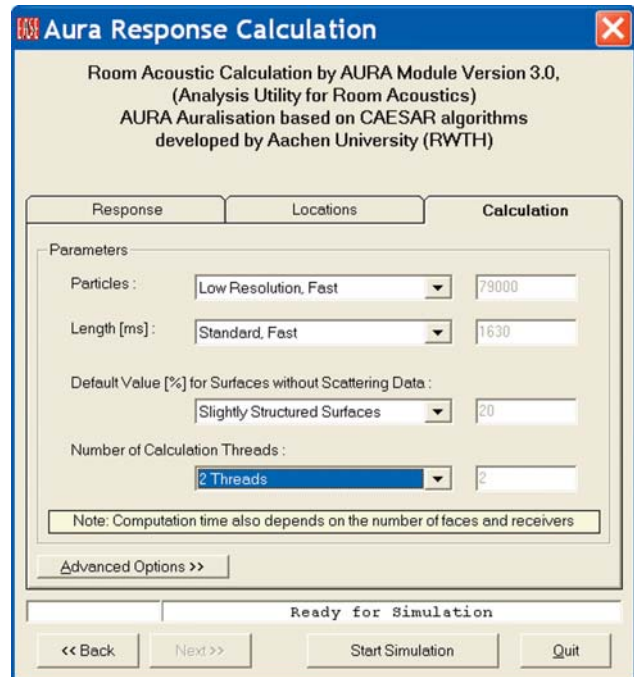 EASE Aura Response Calculation
Room Acoustic Calculation by AURA Module Version 3.0,
(Analysis Utility for Room Acoustics)
AURA Auralisation based on CAESAR algorithms
developed by Aachen University (RWTH)
Response Locations Calculation
Parameters
Particles : Low Resolution, Fast 79000
Length [ms] : Standard, Fast 1630
Default Value [%] for Surfaces without Scattering Data :
Slightly Structured Surfaces 20
Number of Calculation Threads :
2 Threads 2
Note: Computation time also depends on the number of faces and receivers
Advanced Options >>
Ready for Simulation
<< Back Next >> Start Simulation Quit